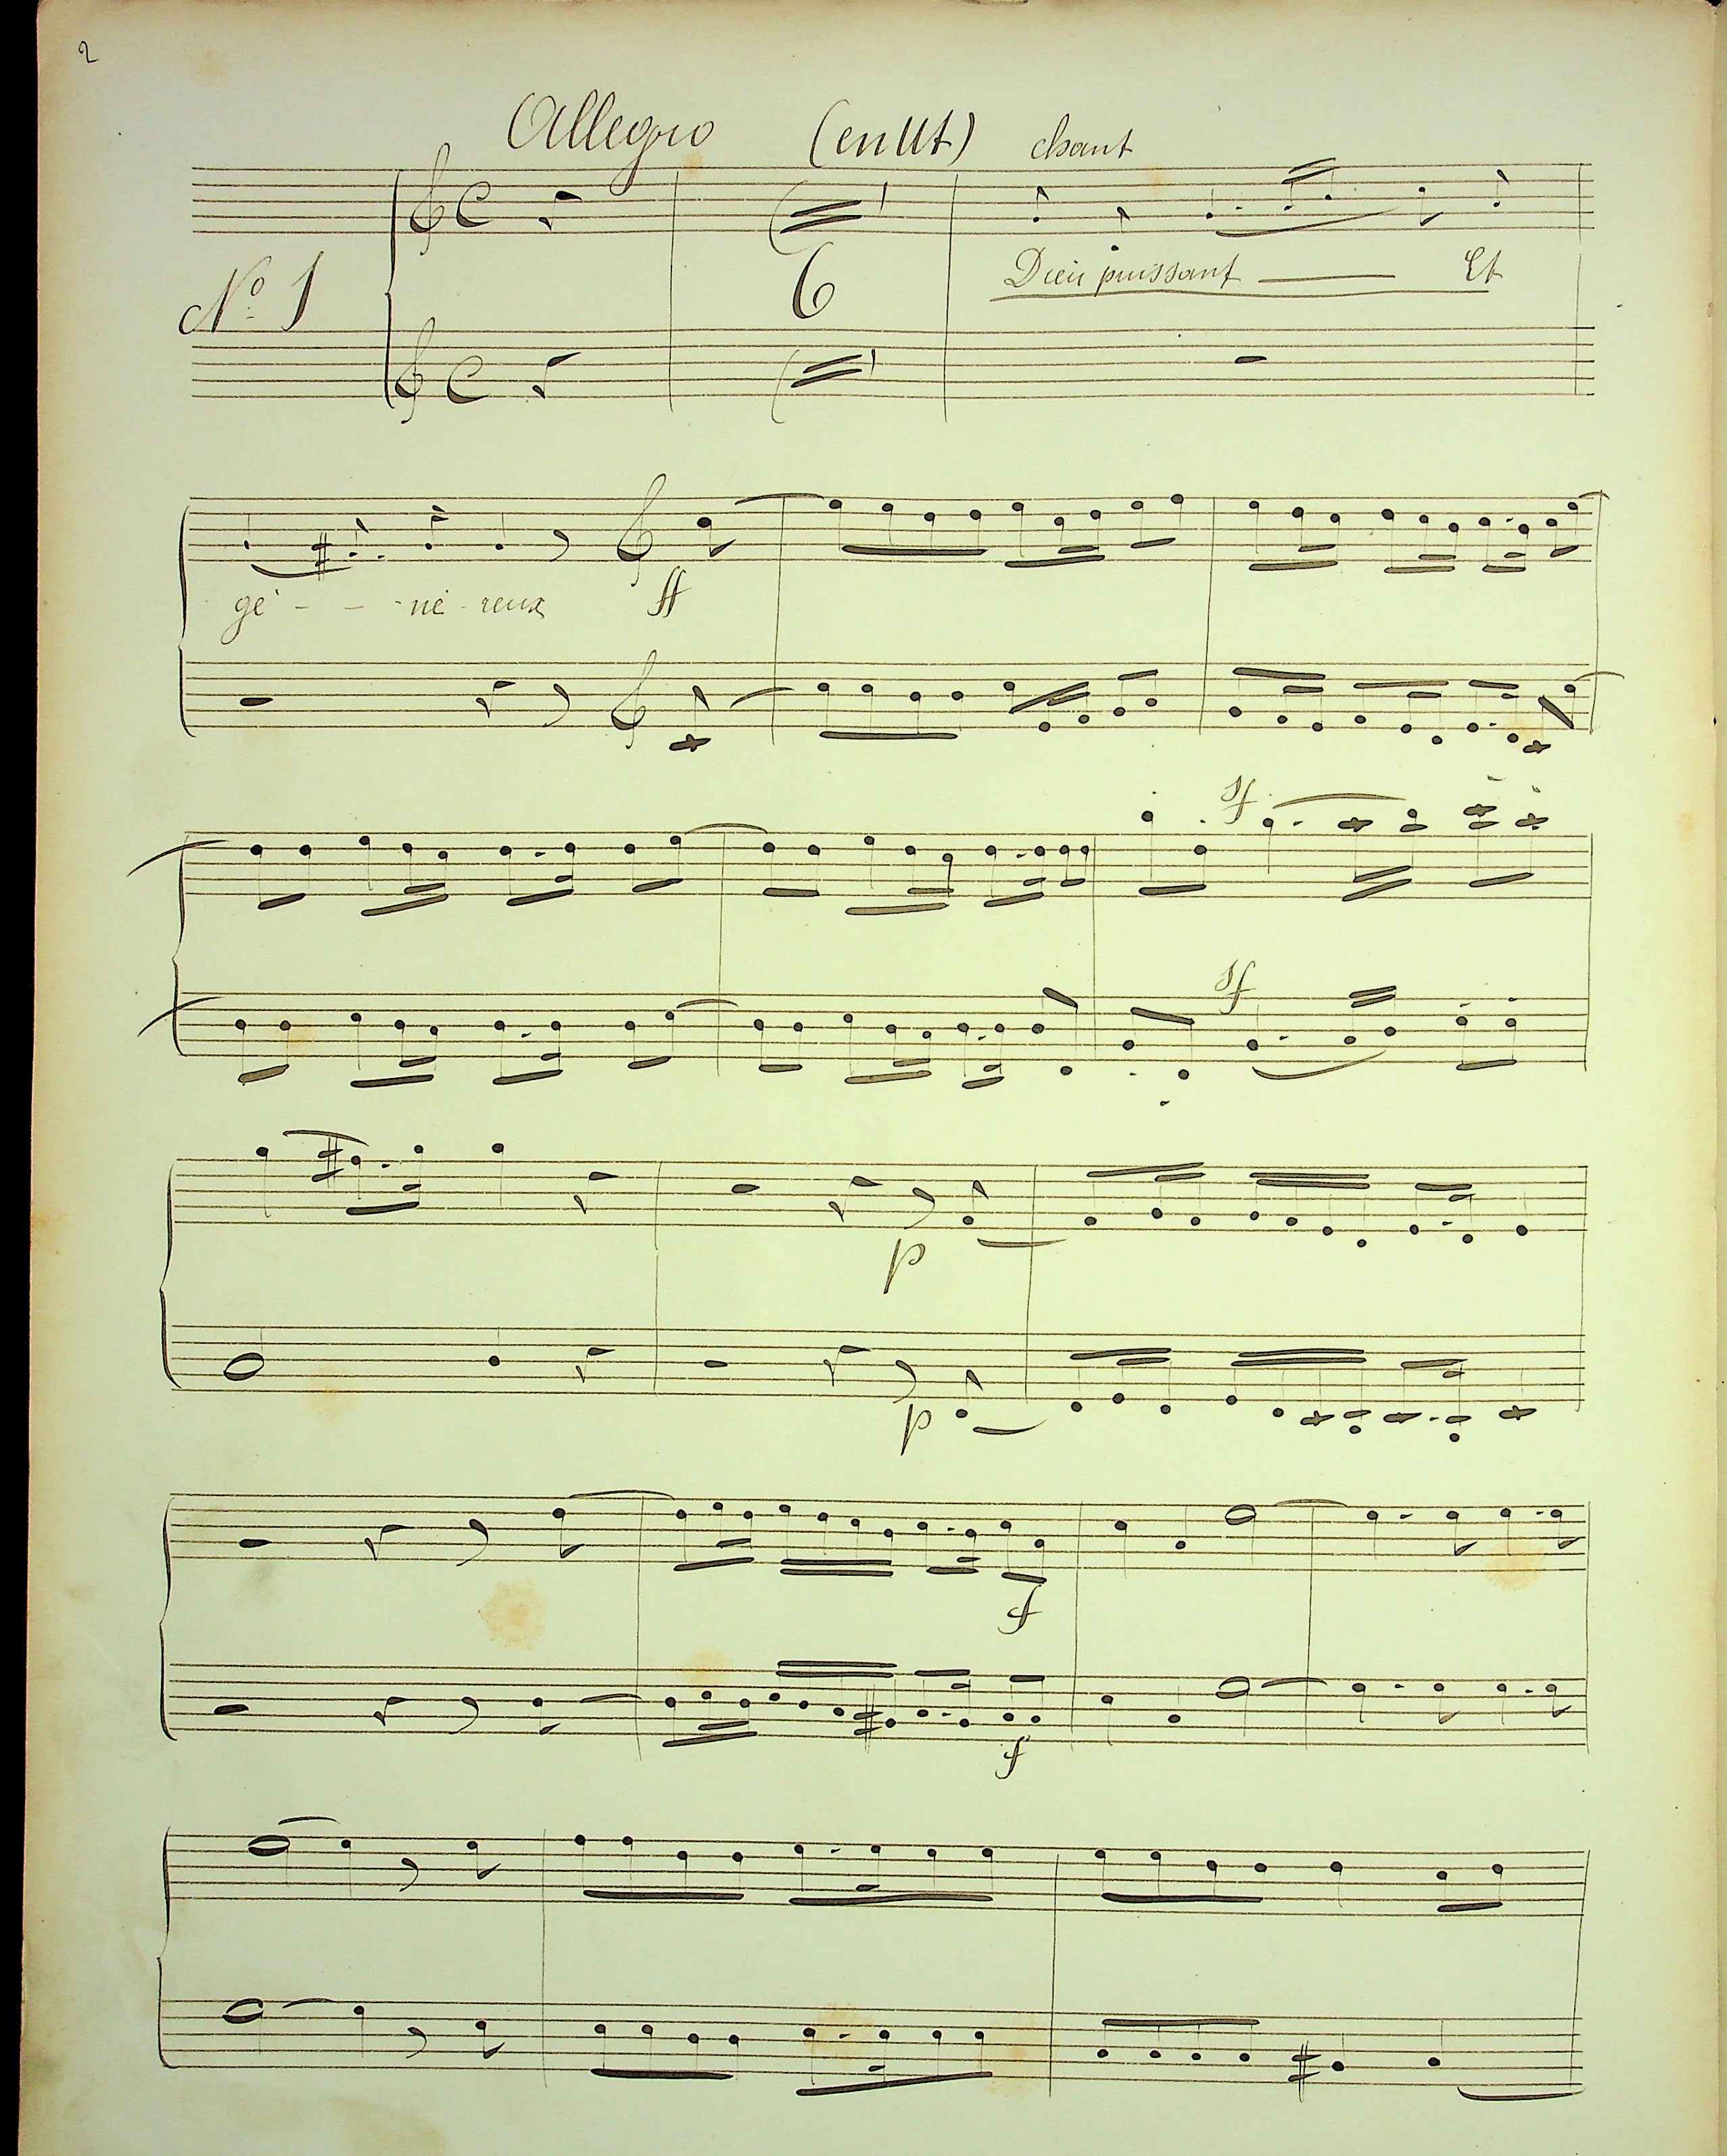 2
Allegro (en Ut) chant
6
Dieu puissant — Et
Nº 1
gé - - - né - reux ff
sf
sf
p
p
f
f